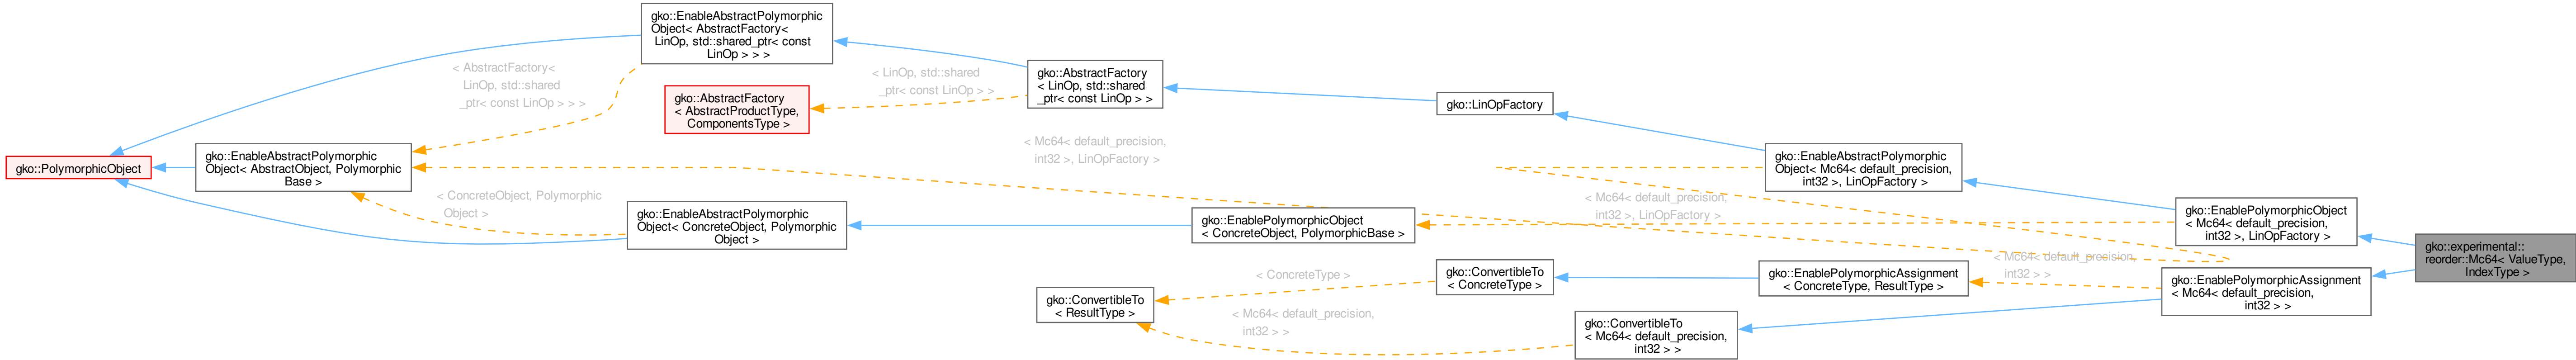 gko::PolymorphicObject
gko::EnableAbstractPolymorphic
Object< AbstractObject, Polymorphic
Base >
gko::EnableAbstractPolymorphic
Object< AbstractFactory<
LinOp, std::shared_ptr< const
LinOp > > >
< AbstractFactory<
LinOp, std::shared
_ptr< const LinOp > > >
gko::AbstractFactory
< AbstractProductType,
ComponentsType >
< ConcreteObject, Polymorphic
Object >
gko::EnableAbstractPolymorphic
Object< ConcreteObject, Polymorphic
Object >
< LinOp, std::shared
_ptr< const LinOp > >
gko::AbstractFactory
< LinOp, std::shared
_ptr< const LinOp > >
< Mc64< default_precision,
int32 >, LinOpFactory >
gko::EnablePolymorphicObject
< ConcreteObject, PolymorphicBase >
gko::ConvertibleTo
< ResultType >
< ConcreteType >
< Mc64< default_precision,
int32 > >
gko::LinOpFactory
gko::ConvertibleTo
< ConcreteType >
gko::ConvertibleTo
< Mc64< default_precision,
int32 > >
gko::EnableAbstractPolymorphic
Object< Mc64< default_precision,
int32 >, LinOpFactory >
< Mc64< default_precision,
int32 >, LinOpFactory >
gko::EnablePolymorphicAssignment
< ConcreteType, ResultType >
< Mc64< default_precision,
int32 > >
gko::EnablePolymorphicObject
< Mc64< default_precision,
int32 >, LinOpFactory >
gko::EnablePolymorphicAssignment
< Mc64< default_precision,
int32 > >
gko::experimental::
reorder::Mc64< ValueType,
IndexType >